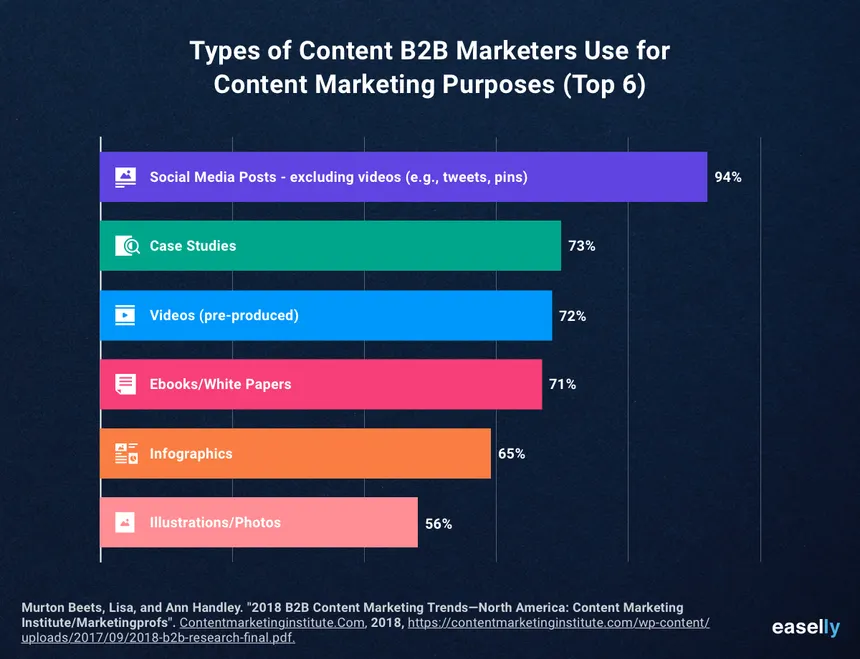 Types of Content B2B Marketers Use for
Content Marketing Purposes (Top 6)
Social Media Posts - excluding videos (e.g., tweets, pins)
94%
Case Studies
73%
Videos (pre-produced)
72%
Ebooks/White Papers
71%
Infographics
65%
Illustrations/Photos
56%
Murton Beets, Lisa, and Ann Handley. "2018 B2B Content Marketing Trends—North America: Content Marketing
Institute/Marketingprofs". Contentmarketinginstitute.Com, 2018, https://contentmarketinginstitute.com/wp-content/
uploads/2017/09/2018-b2b-research-final.pdf.
easelly